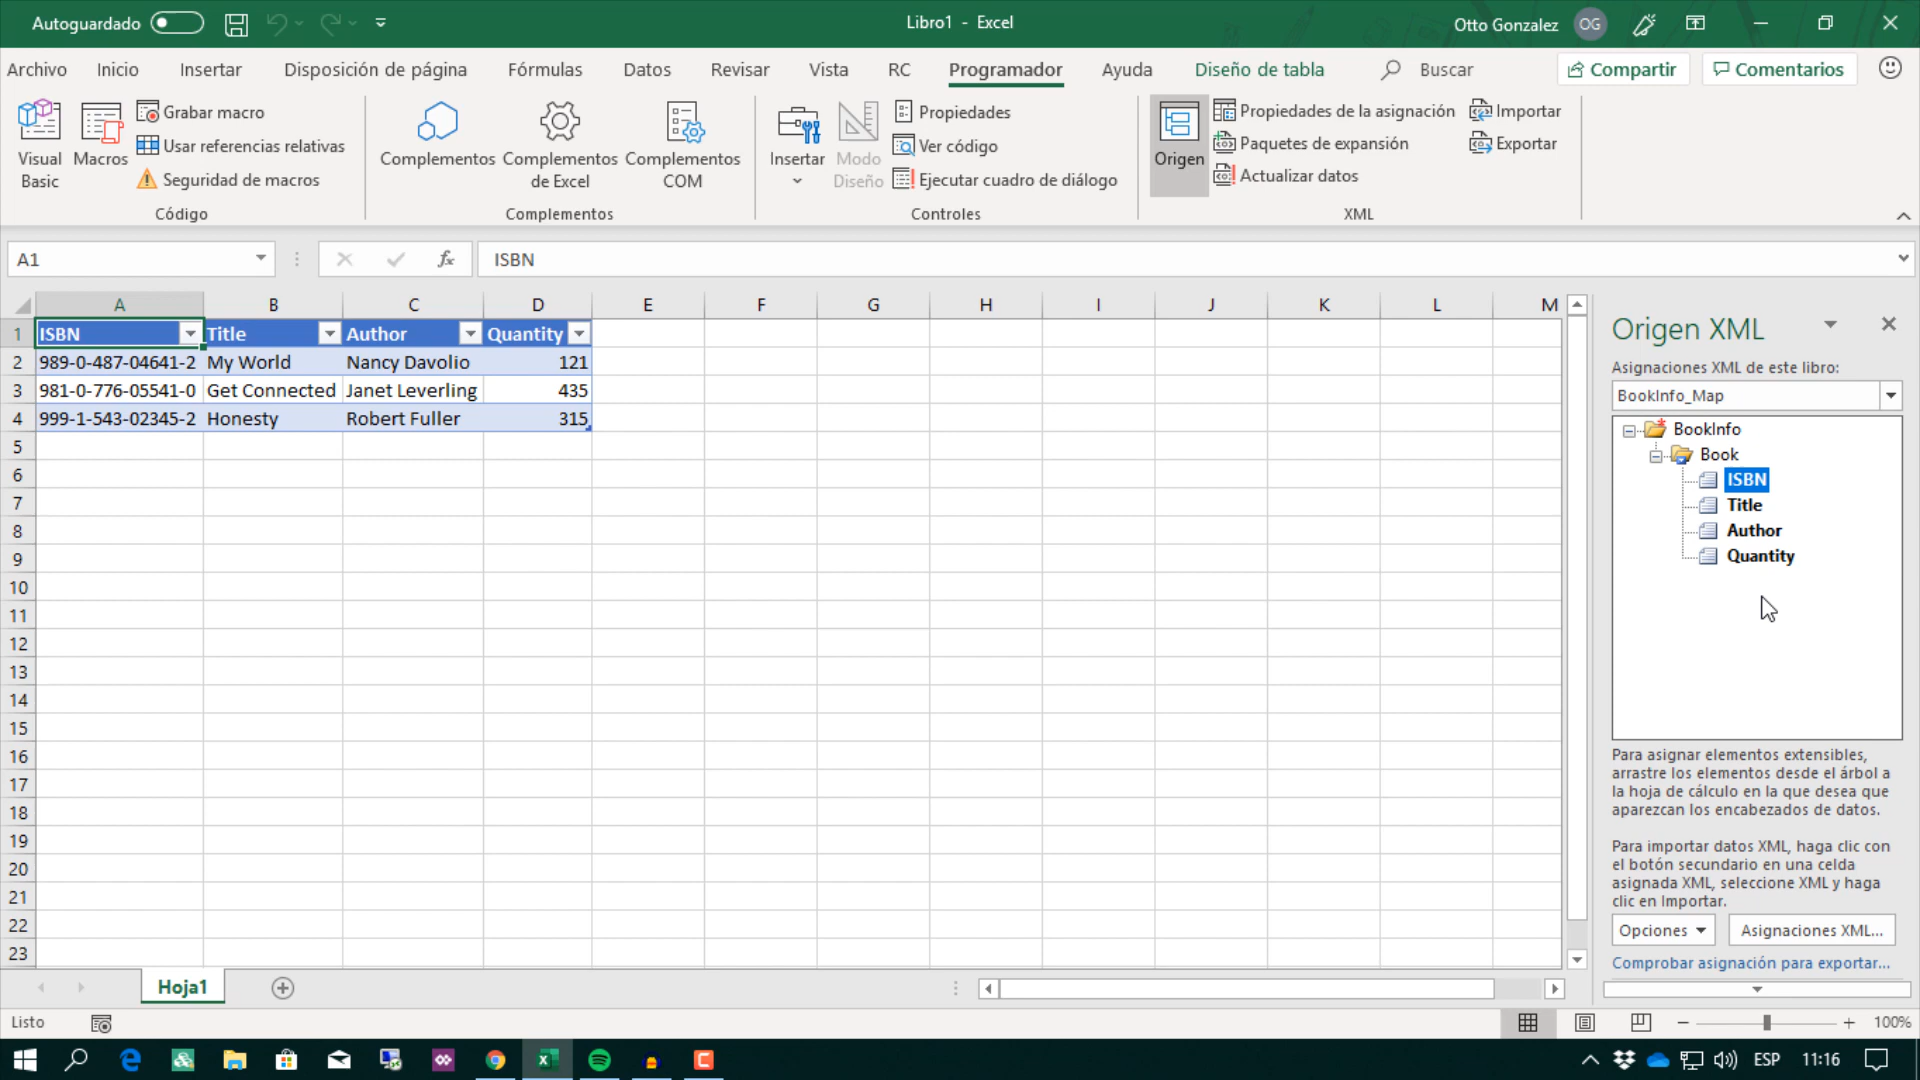 Autoguardado
Libro1 - Excel
Otto Gonzalez OG
Archivo Inicio Insertar Disposición de página Fórmulas Datos Revisar Vista RC Programador Ayuda Diseño de tabla Buscar Compartir Comentarios
Visual Basic
Macros
Grabar macro
Usar referencias relativas
Seguridad de macros
Código
Complementos
Complementos de Excel
Complementos COM
Complementos
Insertar
Modo Diseño
Propiedades
Ver código
Ejecutar cuadro de diálogo
Controles
Origen
Propiedades de la asignación
Paquetes de expansión
Actualizar datos
Importar
Exportar
XML
A1
fx
ISBN
A B C D E F G H I J K L M
1 ISBN Title Author Quantity
2 989-0-487-04641-2 My World Nancy Davolio 121
3 981-0-776-05541-0 Get Connected Janet Leverling 435
4 999-1-543-02345-2 Honesty Robert Fuller 315
5
6
7
8
9
10
11
12
13
14
15
16
17
18
19
20
21
22
23
Origen XML
Asignaciones XML de este libro:
BookInfo_Map
BookInfo
Book
ISBN
Title
Author
Quantity
Para asignar elementos extensibles,
arrastre los elementos desde el árbol a
la hoja de cálculo en la que desea que
aparezcan los encabezados de datos.
Para importar datos XML, haga clic con
el botón secundario en una celda
asignada XML, seleccione XML y haga
clic en Importar.
Opciones
Asignaciones XML...
Comprobar asignación para exportar...
Hoja1
Listo
100%
ESP 11:16